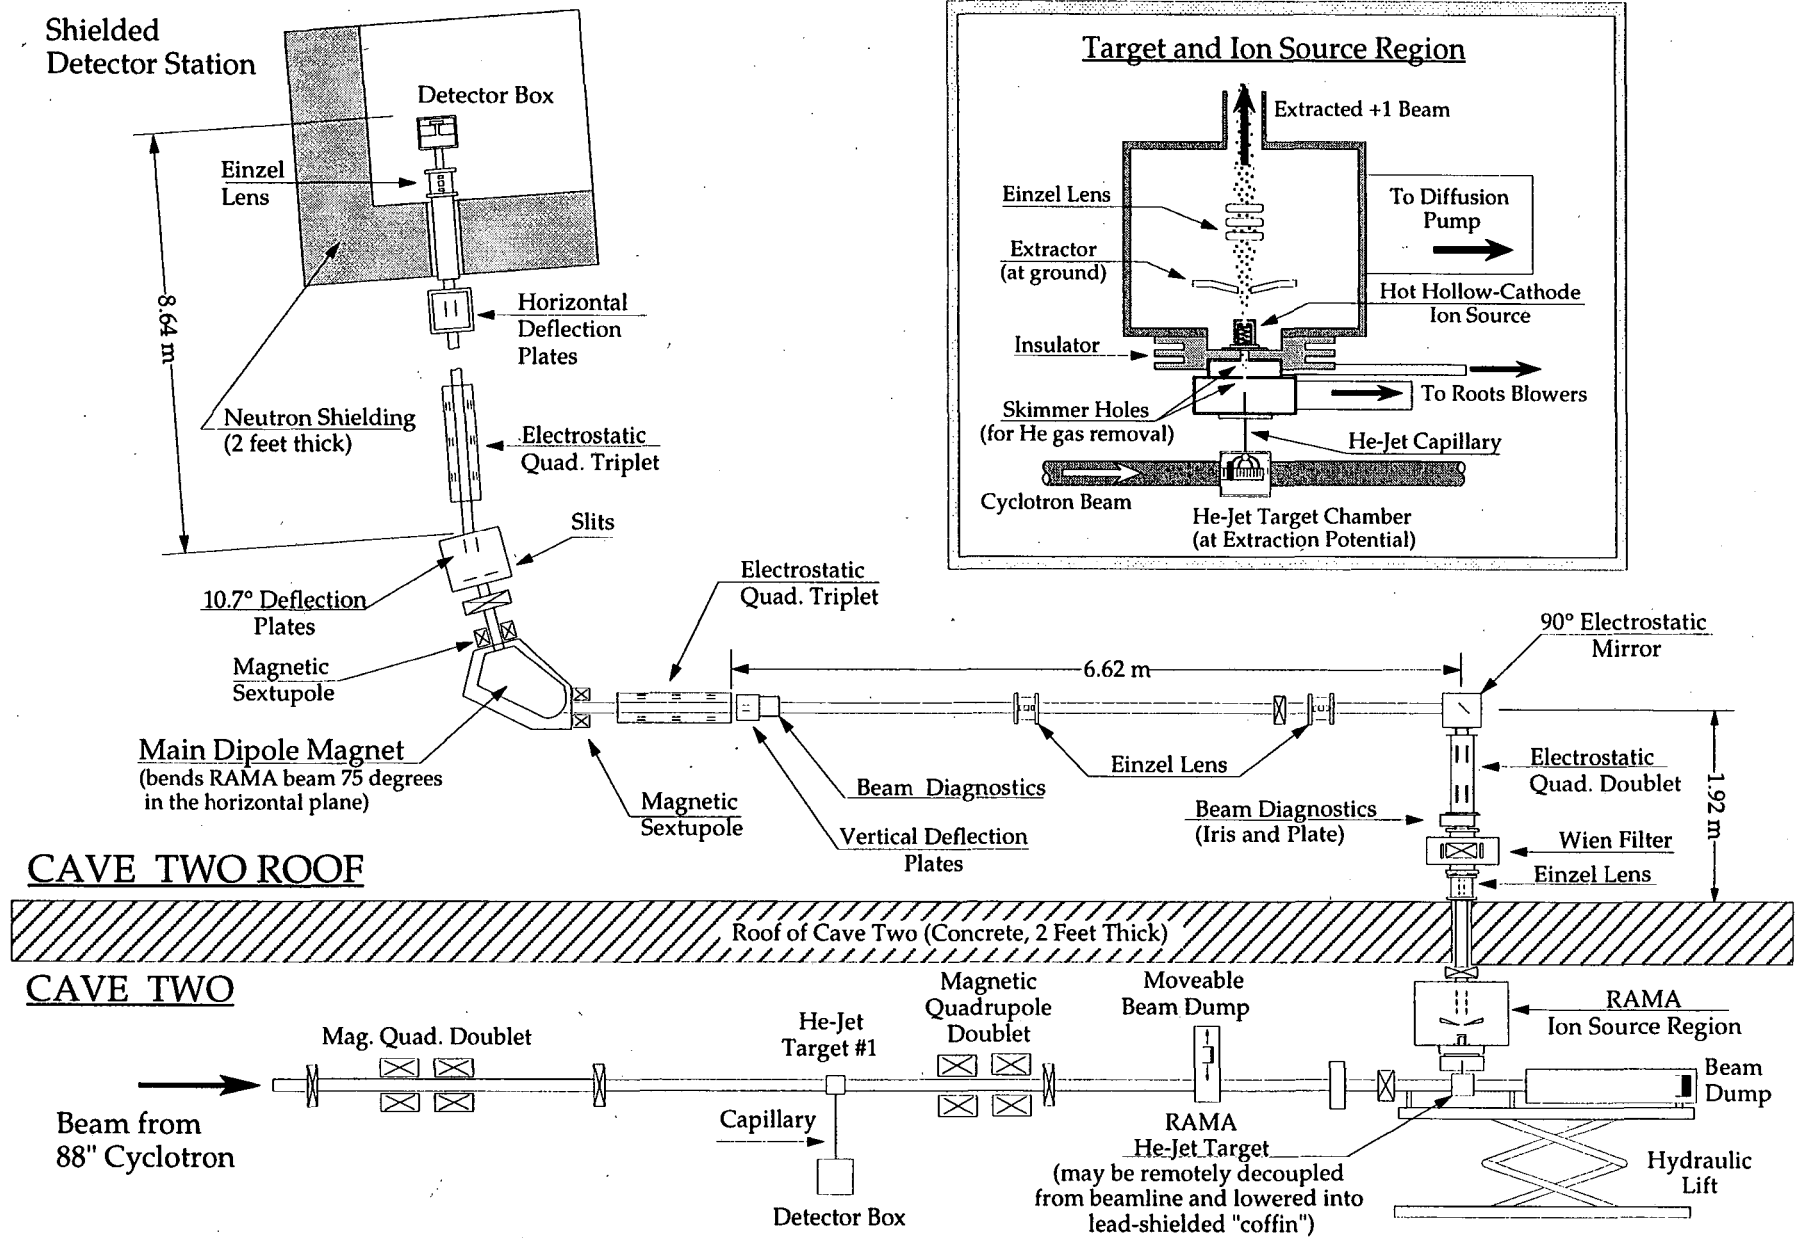 Shielded
Detector Station
Detector Box
Einzel
Lens
8.64 m
Horizontal
Deflection
Plates
Neutron Shielding
(2 feet thick)
Electrostatic
Quad. Triplet
Slits
10.7° Deflection
Plates
Magnetic
Sextupole
Main Dipole Magnet
(bends RAMA beam 75 degrees
in the horizontal plane)
Electrostatic
Quad. Triplet
6.62 m
90° Electrostatic
Mirror
Einzel Lens
Beam Diagnostics
Magnetic
Sextupole
Vertical Deflection
Plates
Electrostatic
Quad. Doublet
1.92 m
Beam Diagnostics
(Iris and Plate)
Wien Filter
Einzel Lens
Target and Ion Source Region
Extracted +1 Beam
Einzel Lens
To Diffusion
Pump
Extractor
(at ground)
Hot Hollow-Cathode
Ion Source
Insulator
To Roots Blowers
Skimmer Holes
(for He gas removal)
He-Jet Capillary
Cyclotron Beam
He-Jet Target Chamber
(at Extraction Potential)
CAVE TWO ROOF
Roof of Cave Two (Concrete, 2 Feet Thick)
CAVE TWO
Mag. Quad. Doublet
He-Jet
Target #1
Magnetic
Quadrupole
Doublet
Moveable
Beam Dump
RAMA
Ion Source Region
Beam
Dump
Beam from
88" Cyclotron
Capillary
Detector Box
RAMA
He-Jet Target
(may be remotely decoupled
from beamline and lowered into
lead-shielded "coffin")
Hydraulic
Lift